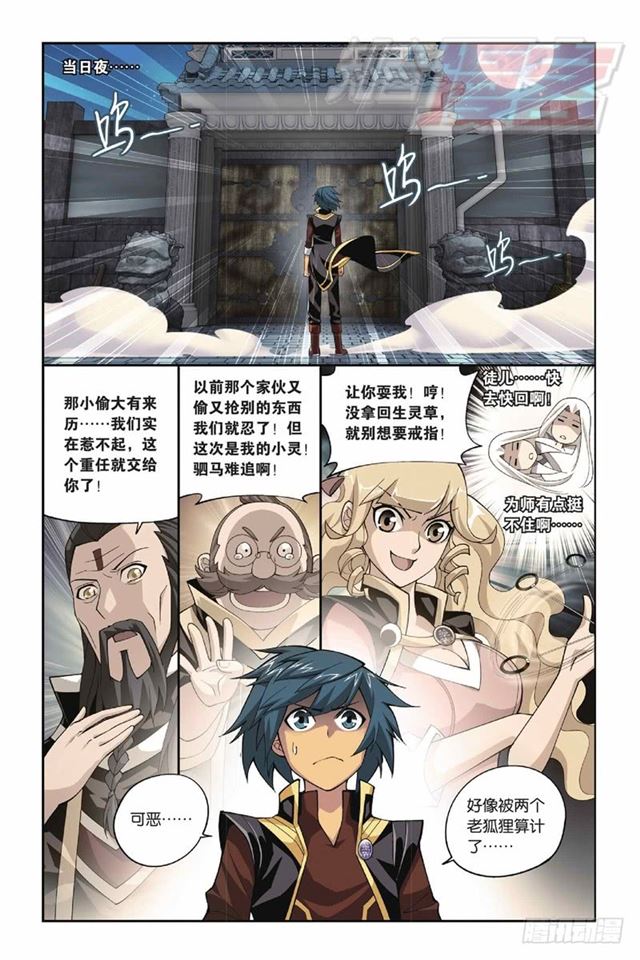 当日夜……
呜～～
呜～～
呜～～
那小偷大有来
历……我们实
在惹不起，这
个重任就交给
你了！
以前那个家伙又
偷又抢别的东西
我们就忍了！但
这次是我的小灵！
驷马难追啊！
让你耍我！哼！
没拿回生灵草，
就别想要戒指！
徒儿……快
去快回啊！
为师有点挺
不住啊……
可恶……
好像被两个
老狐狸算计
了……
腾讯动漫